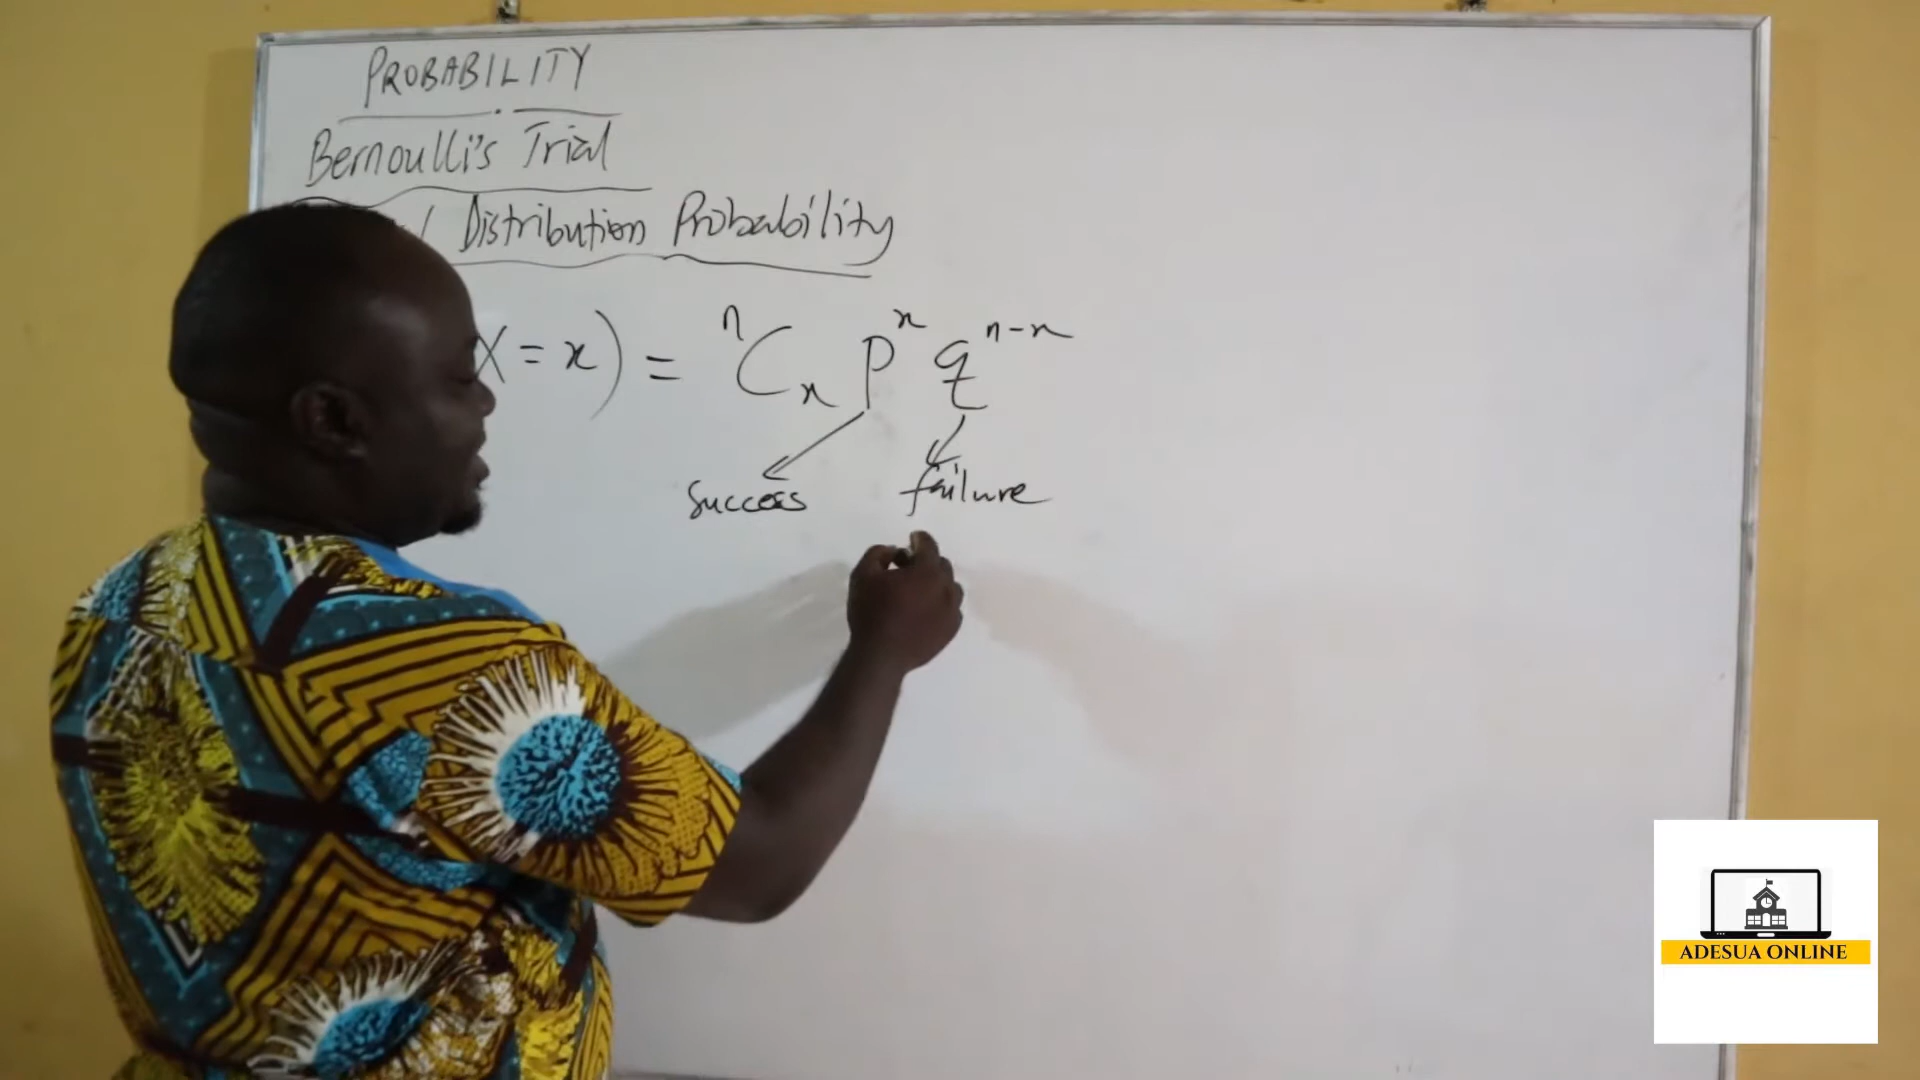 PROBABILITY
Bernoulli's Trial
Distribution Probability
X = x) = ⁿCₓ pˣ qⁿ⁻ˣ
Success failure
ADESUA ONLINE